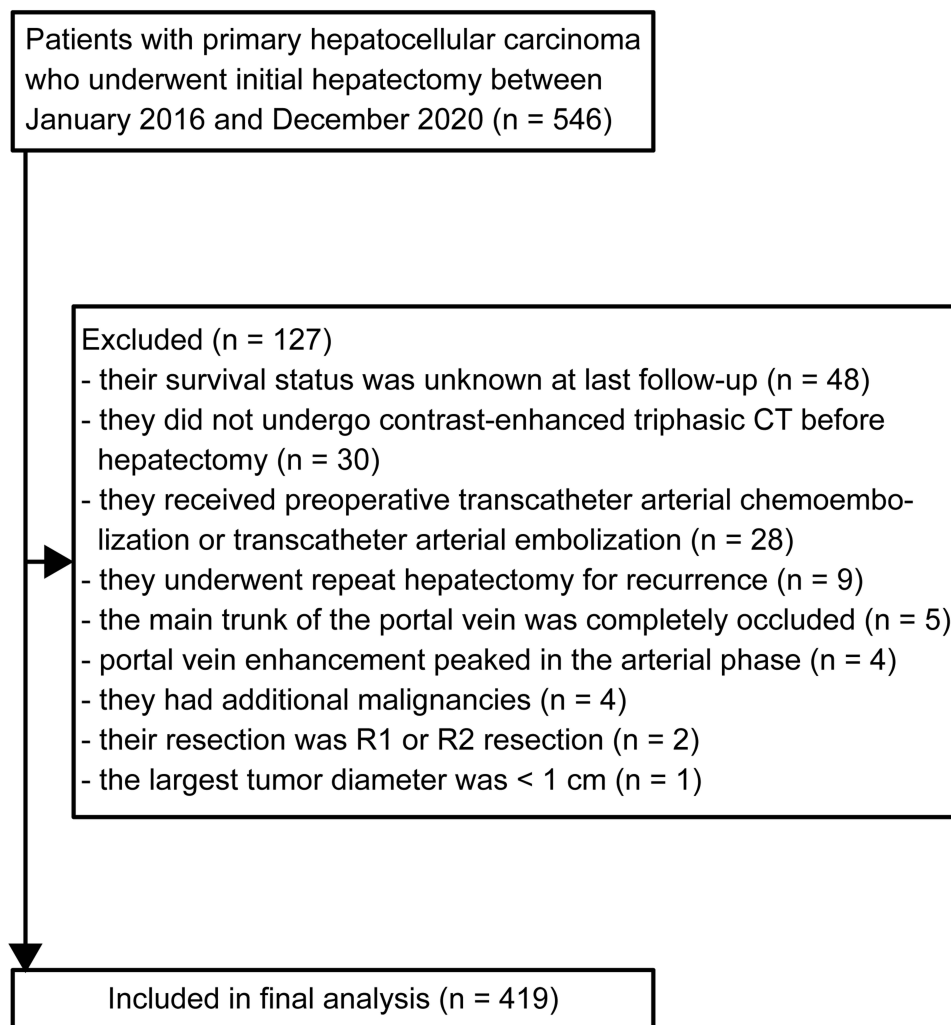 Patients with primary hepatocellular carcinoma
who underwent initial hepatectomy between
January 2016 and December 2020 (n = 546)
Excluded (n = 127)
- their survival status was unknown at last follow-up (n = 48)
- they did not undergo contrast-enhanced triphasic CT before
hepatectomy (n = 30)
- they received preoperative transcatheter arterial chemoembo-
lization or transcatheter arterial embolization (n = 28)
- they underwent repeat hepatectomy for recurrence (n = 9)
- the main trunk of the portal vein was completely occluded (n = 5)
- portal vein enhancement peaked in the arterial phase (n = 4)
- they had additional malignancies (n = 4)
- their resection was R1 or R2 resection (n = 2)
- the largest tumor diameter was < 1 cm (n = 1)
Included in final analysis (n = 419)